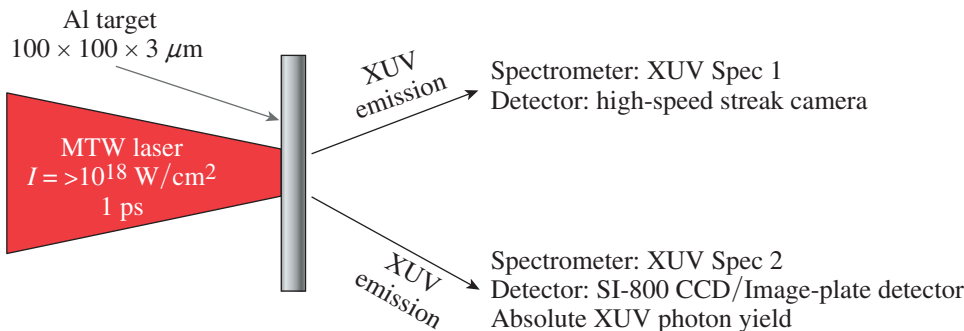 Al target
100 × 100 × 3 μm
MTW laser
I = >10¹⁸ W/cm²
1 ps
XUV
emission
Spectrometer: XUV Spec 1
Detector: high-speed streak camera
XUV
emission
Spectrometer: XUV Spec 2
Detector: SI-800 CCD/Image-plate detector
Absolute XUV photon yield